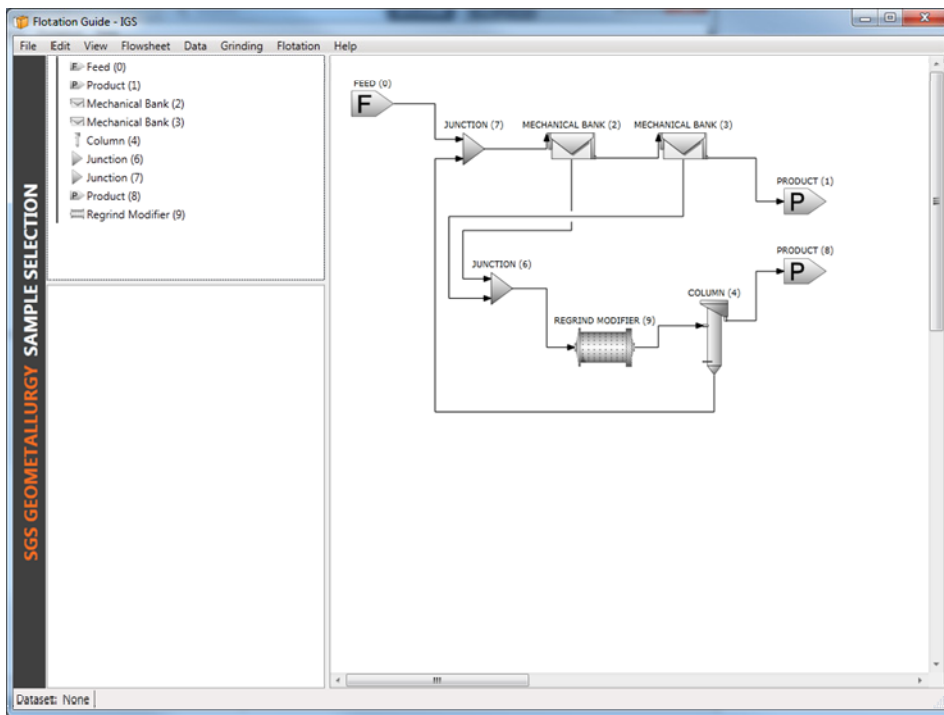 Flotation Guide - IGS
File Edit View Flowsheet Data Grinding Flotation Help
F Feed (0)
P Product (1)
Mechanical Bank (2)
Mechanical Bank (3)
Column (4)
Junction (6)
Junction (7)
P Product (8)
Regrind Modifier (9)
SGS GEOMETALLURGY SAMPLE SELECTION
FEED (0)
F
JUNCTION (7)
MECHANICAL BANK (2)
MECHANICAL BANK (3)
PRODUCT (1)
P
PRODUCT (8)
P
JUNCTION (6)
COLUMN (4)
REGRIND MODIFIER (9)
Dataset: None